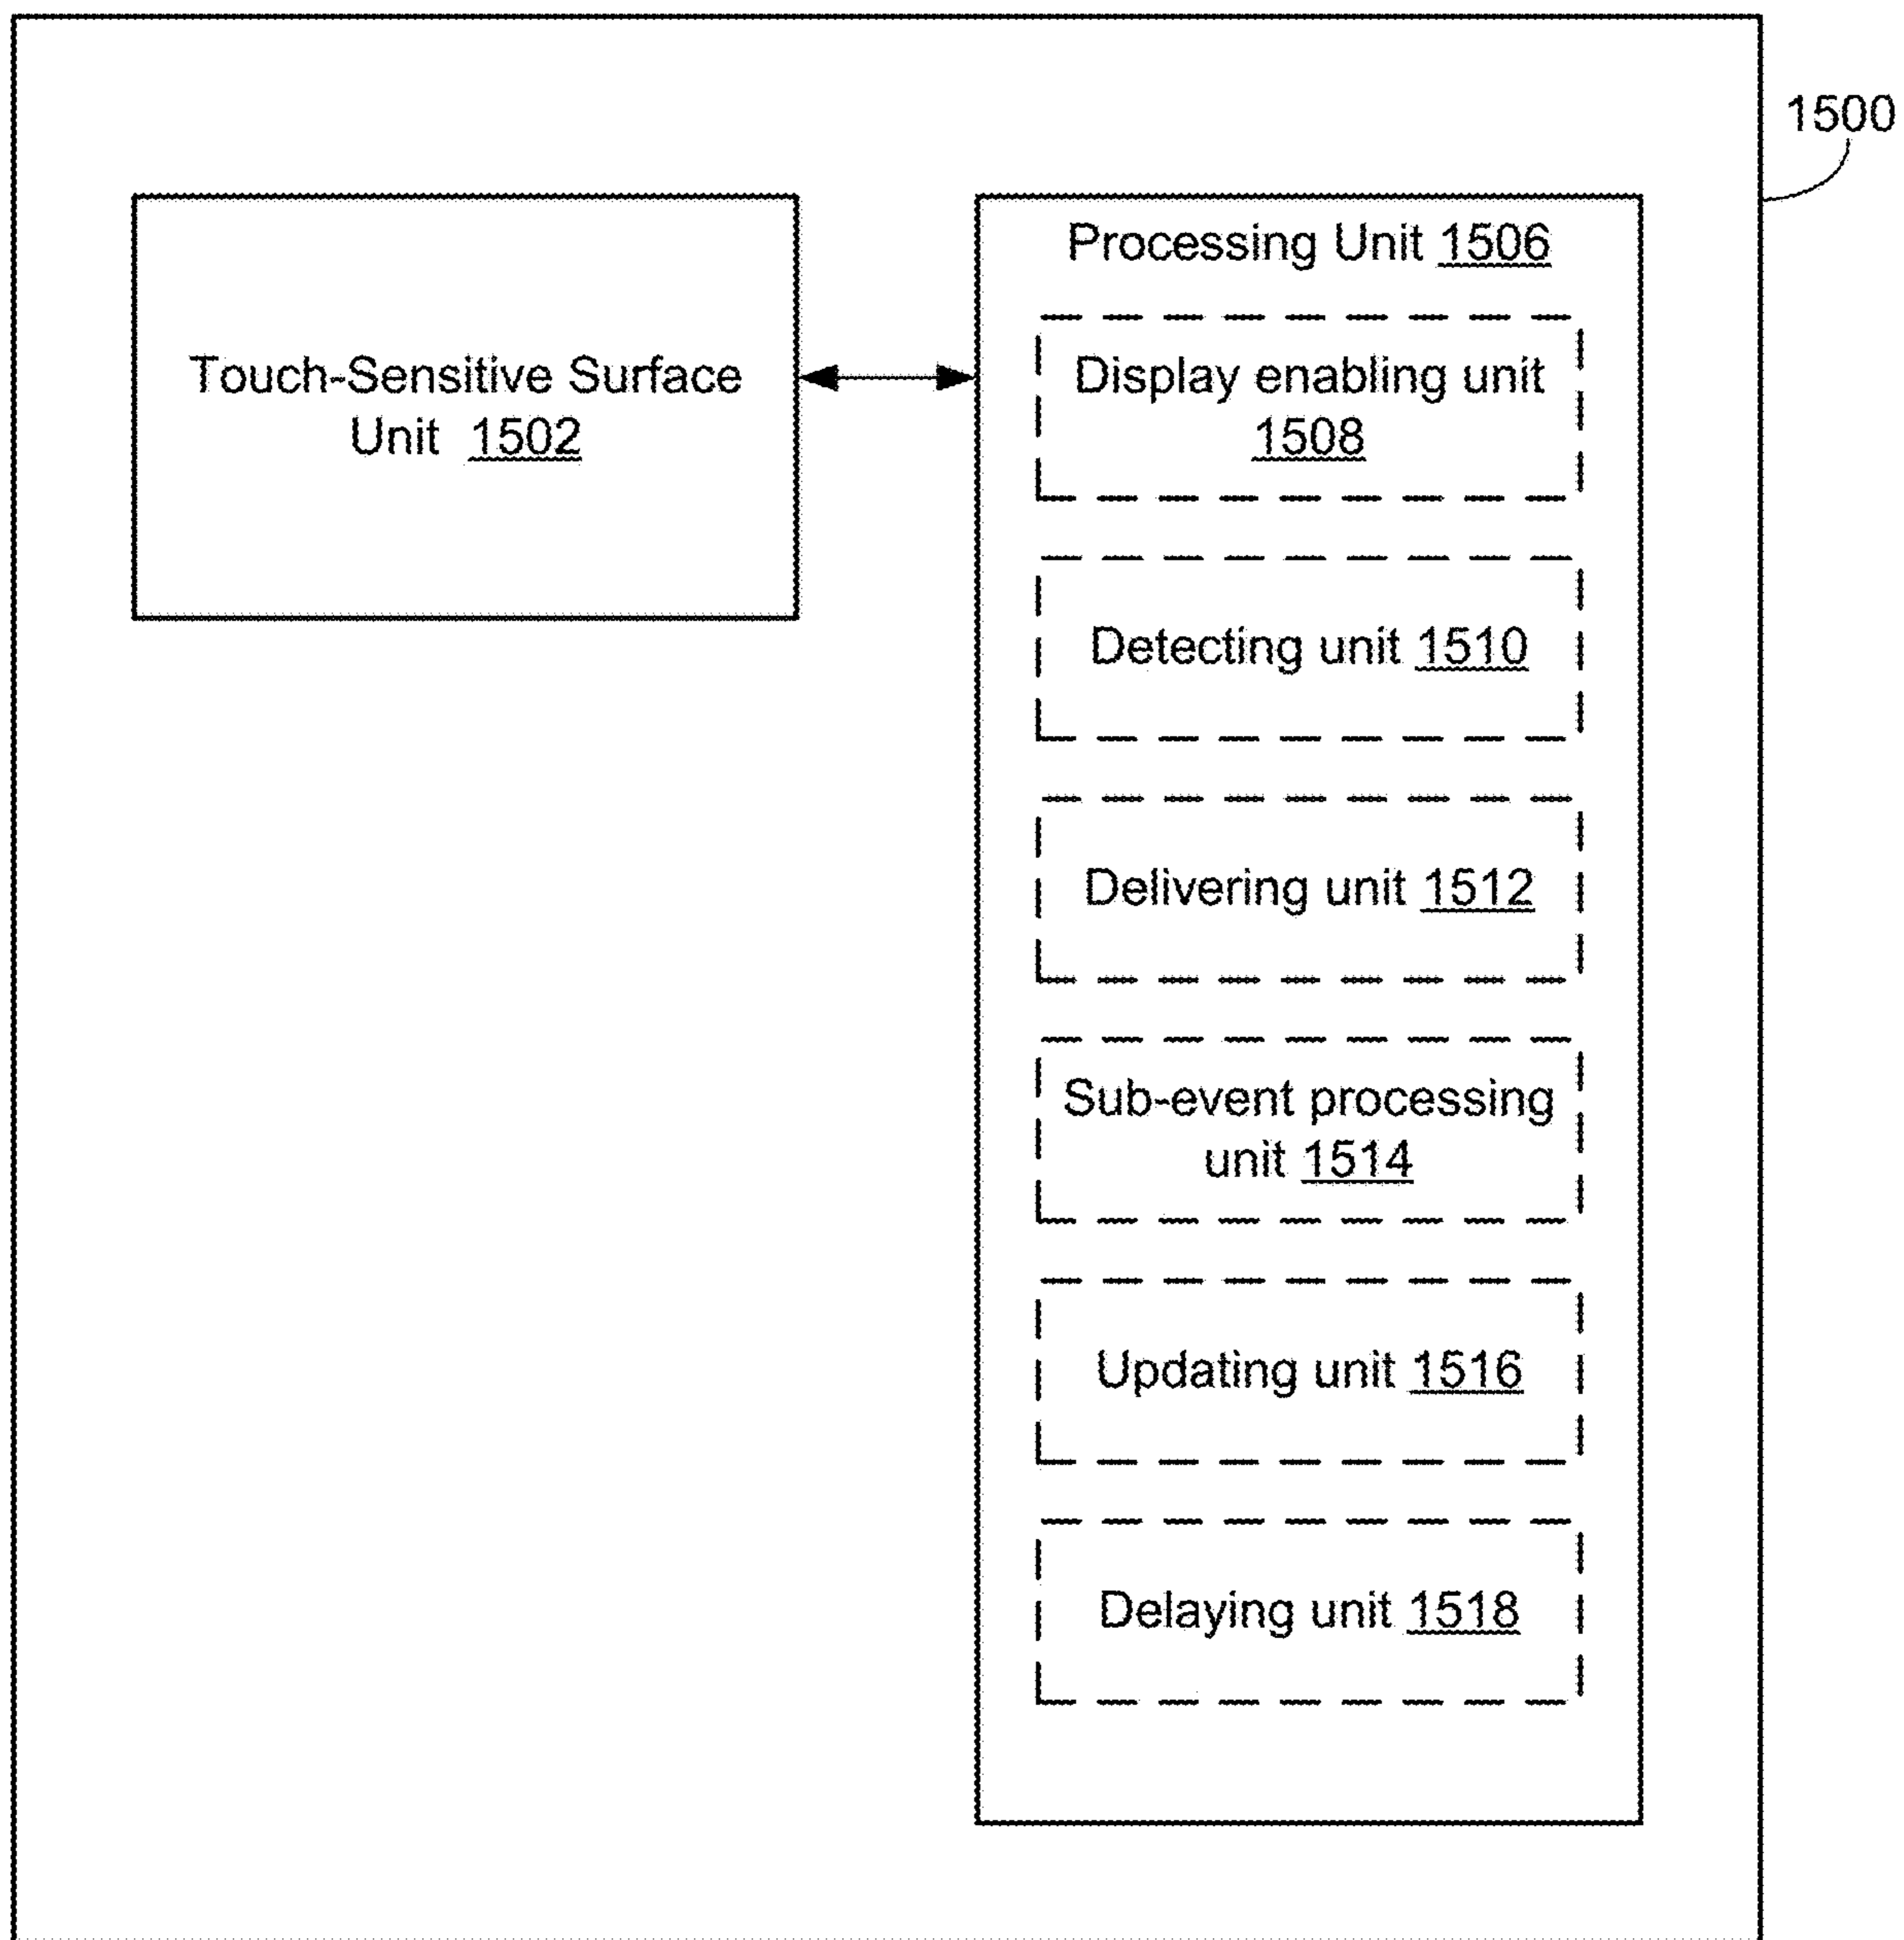 1500
Touch-Sensitive Surface
Unit 1502
Processing Unit 1506
Display enabling unit
1508
Detecting unit 1510
Delivering unit 1512
Sub-event processing
unit 1514
Updating unit 1516
Delaying unit 1518